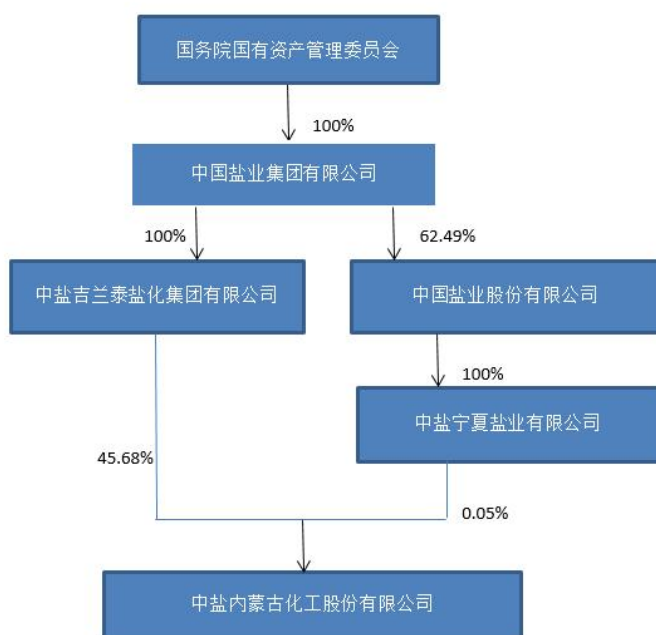 国务院国有资产管理委员会
100%
中国盐业集团有限公司
100%
62.49%
中盐吉兰泰盐化集团有限公司
中国盐业股份有限公司
100%
中盐宁夏盐业有限公司
45.68%
0.05%
中盐内蒙古化工股份有限公司